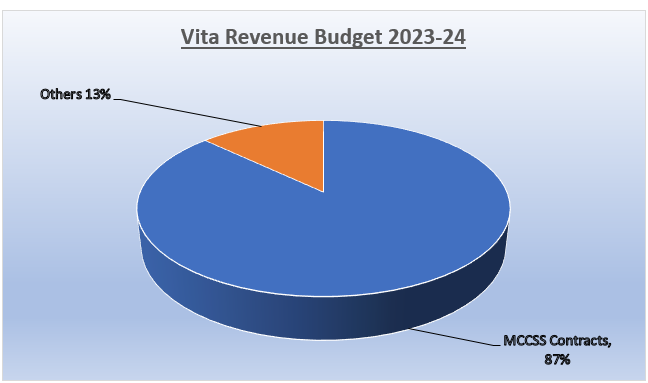 Vita Revenue Budget 2023-24
Others 13%
MCCSS Contracts,
87%